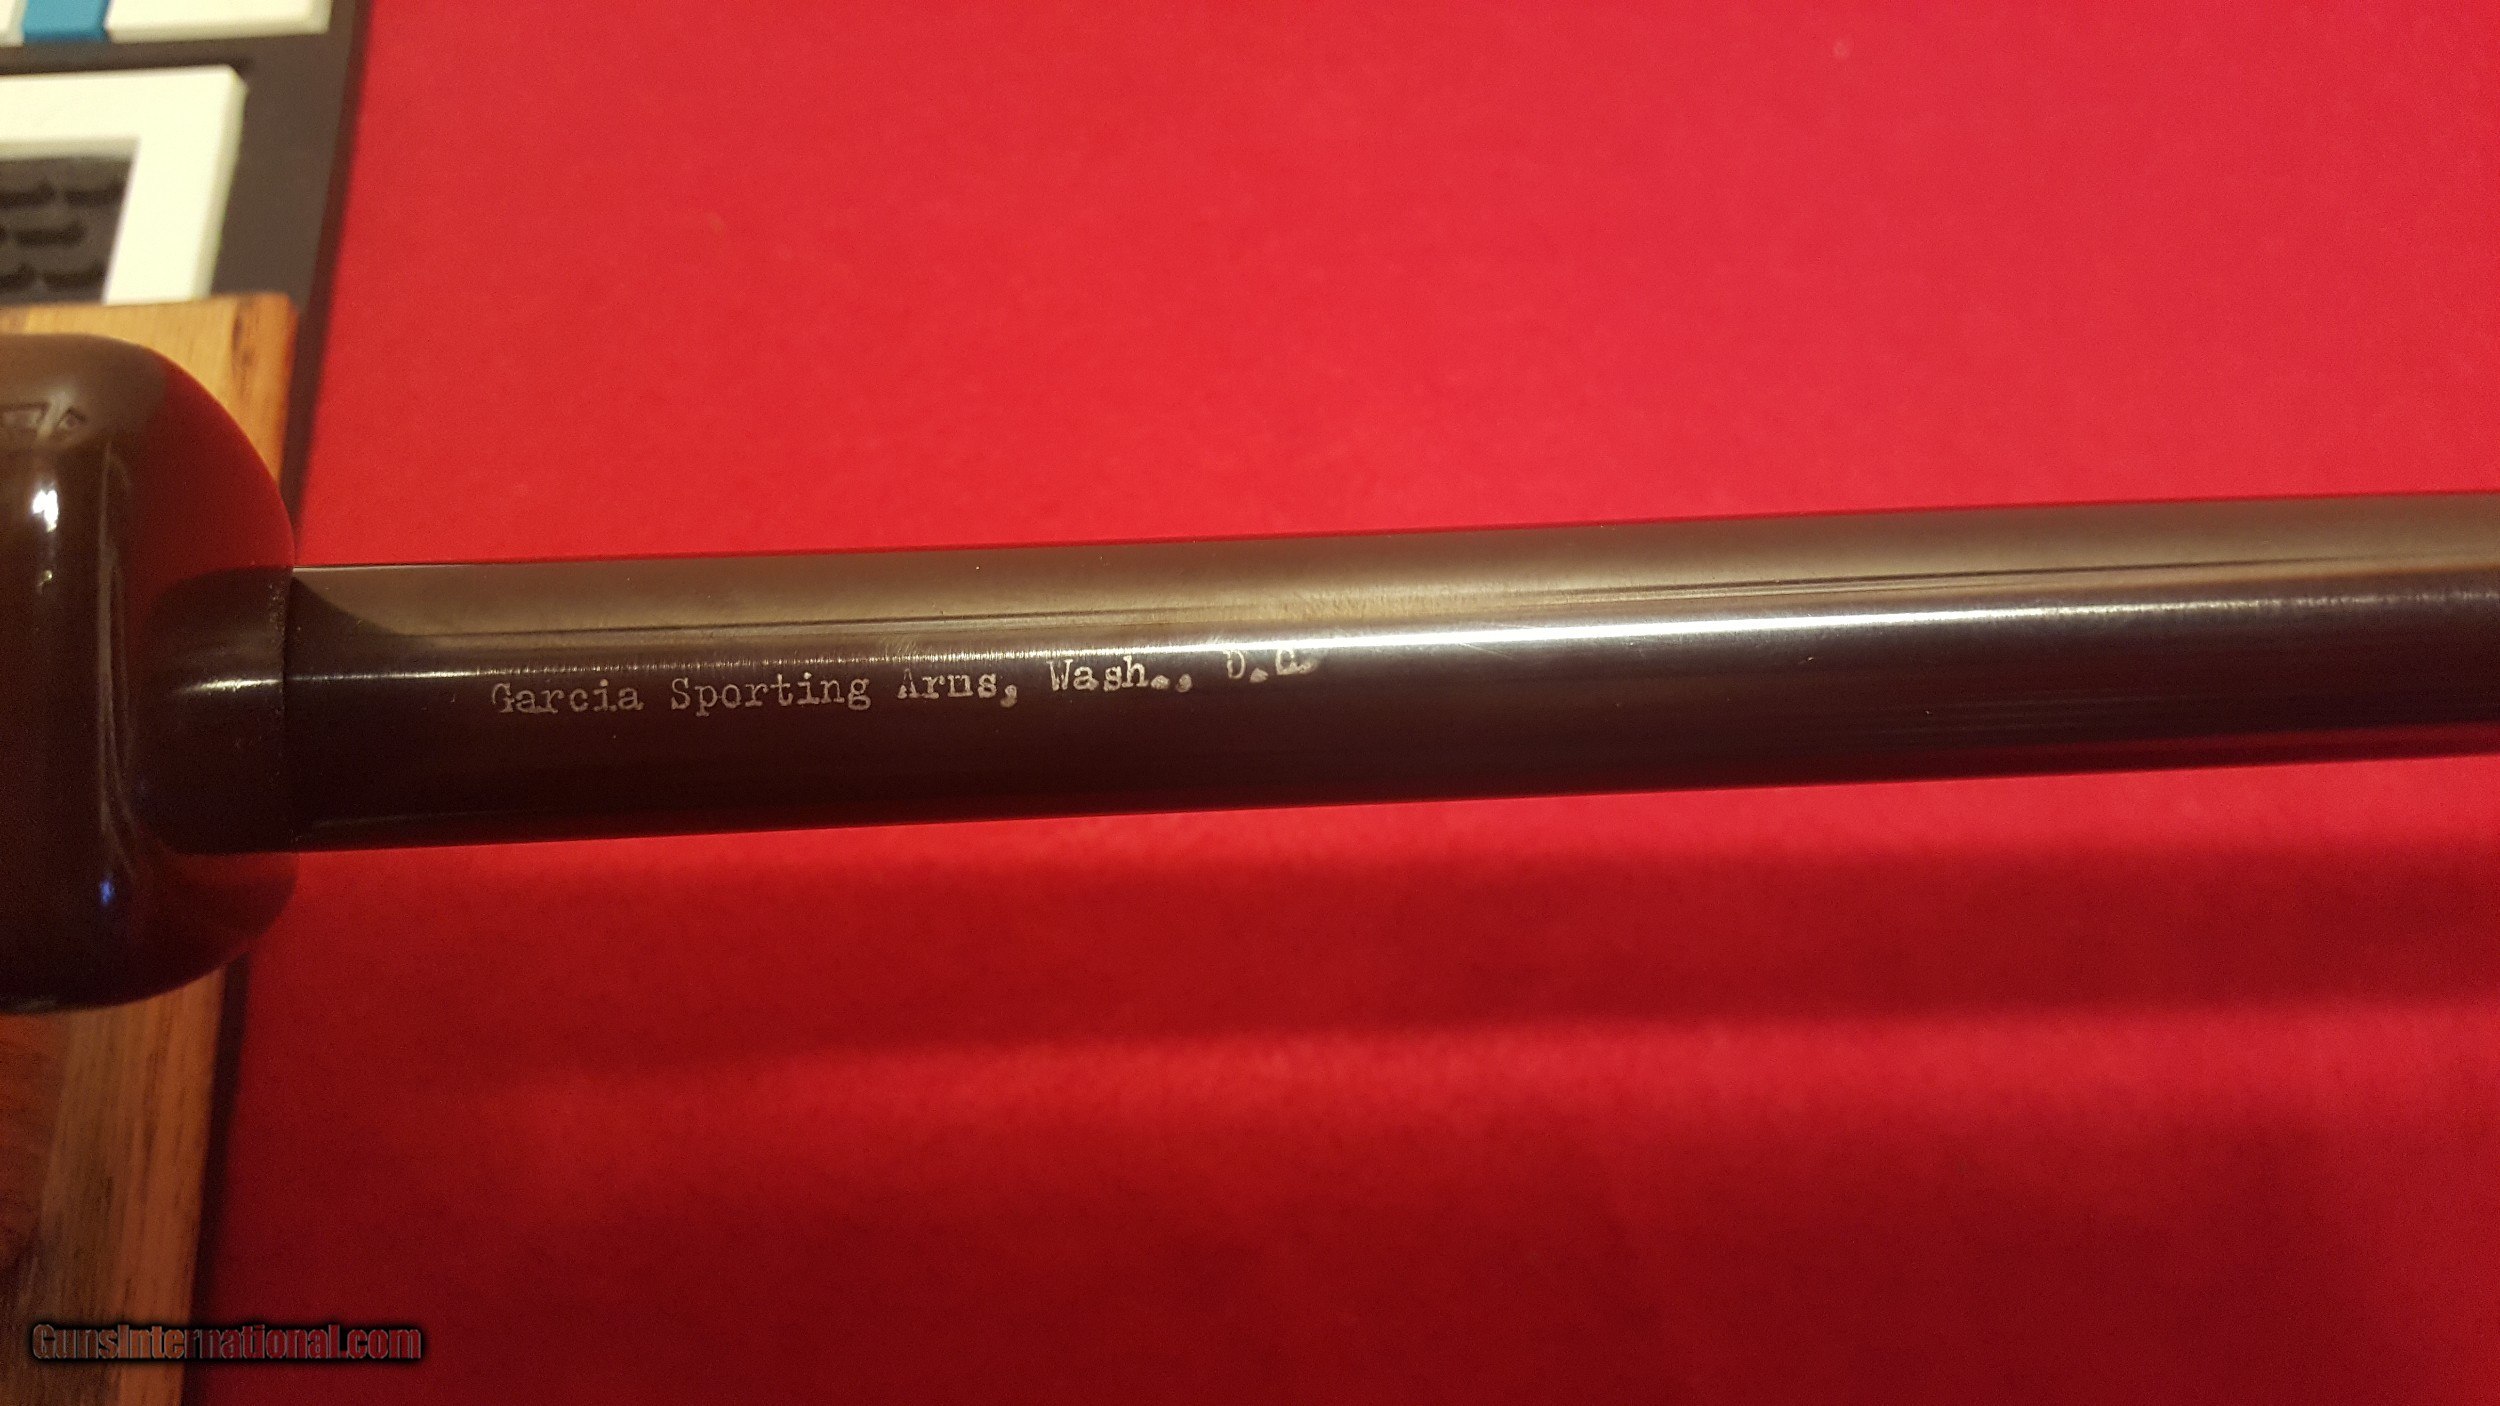 Garcia Sporting Arms, Wash., D.C.
GunsInternational.com